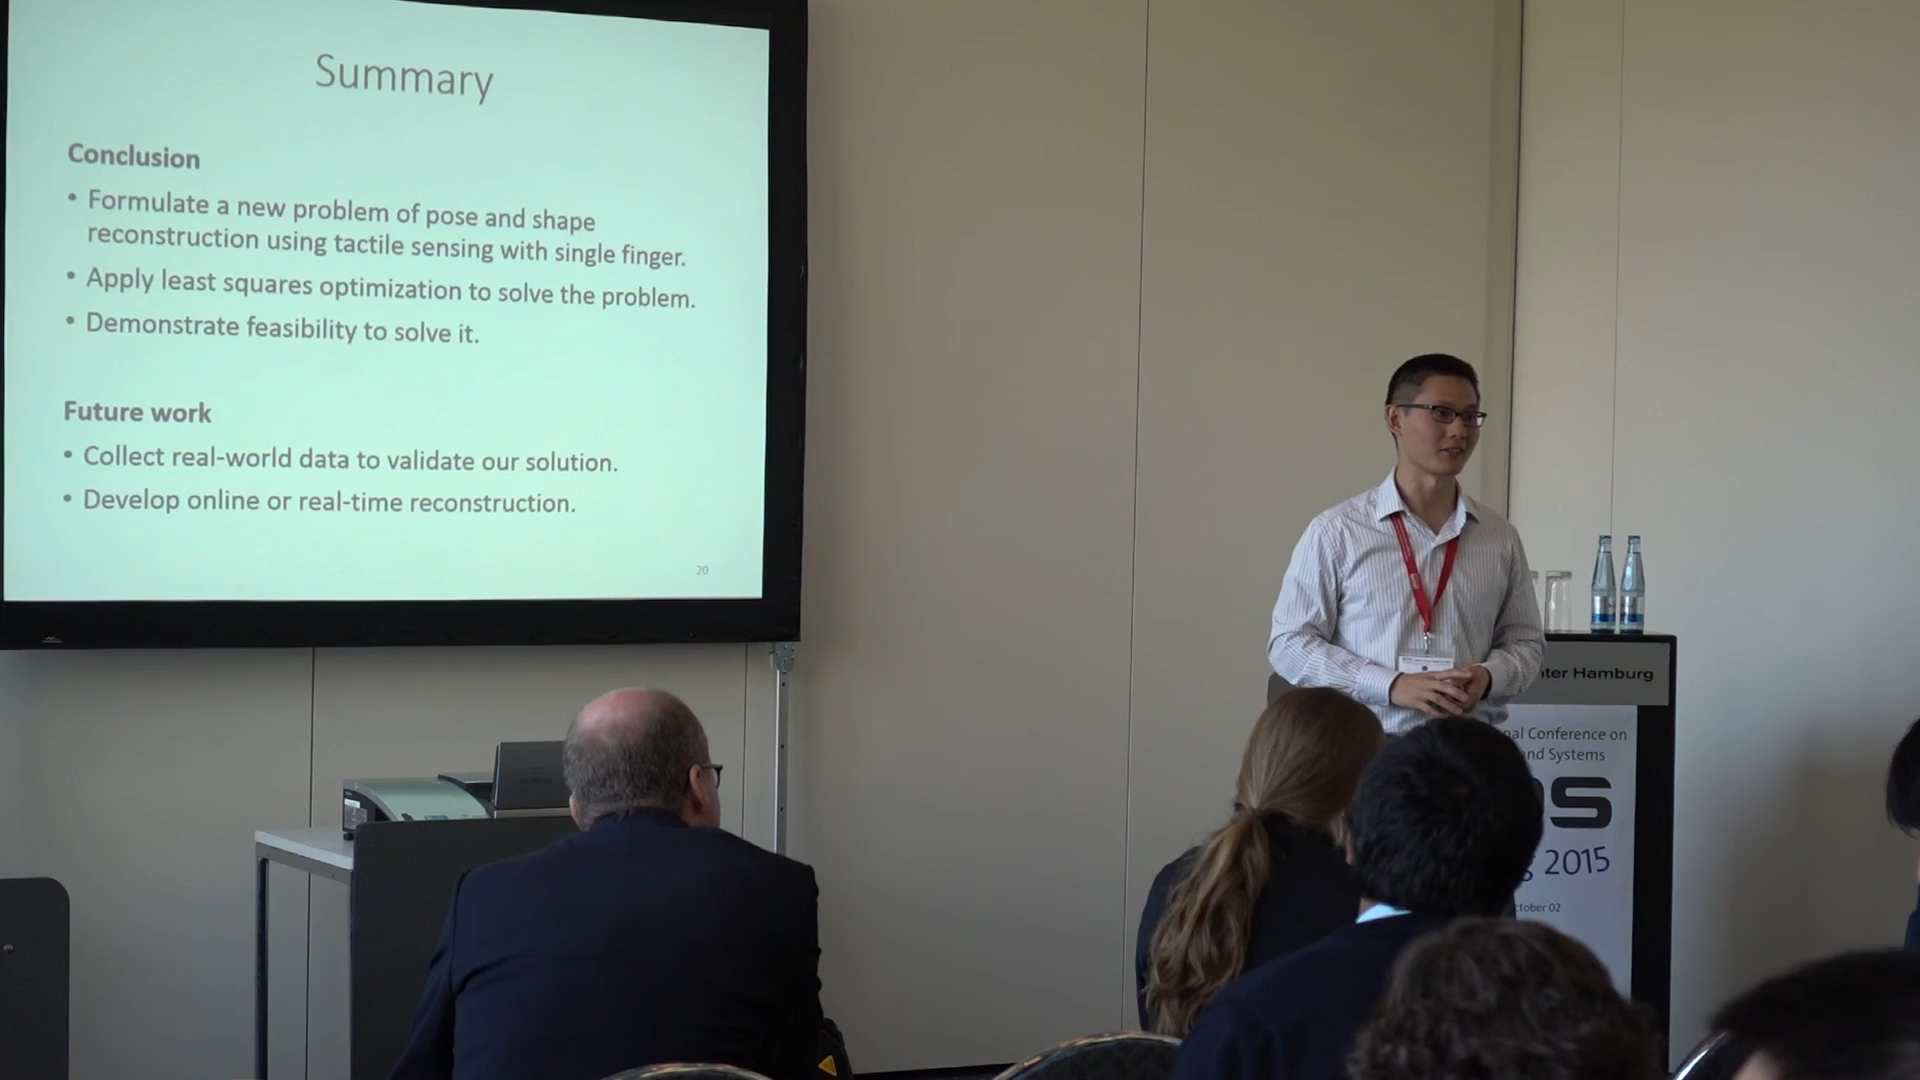 Summary
Conclusion
• Formulate a new problem of pose and shape
reconstruction using tactile sensing with single finger.
• Apply least squares optimization to solve the problem.
• Demonstrate feasibility to solve it.
Future work
• Collect real-world data to validate our solution.
• Develop online or real-time reconstruction.
20
nter Hamburg
nal Conference on
nd Systems
OS
g 2015
ctober 02